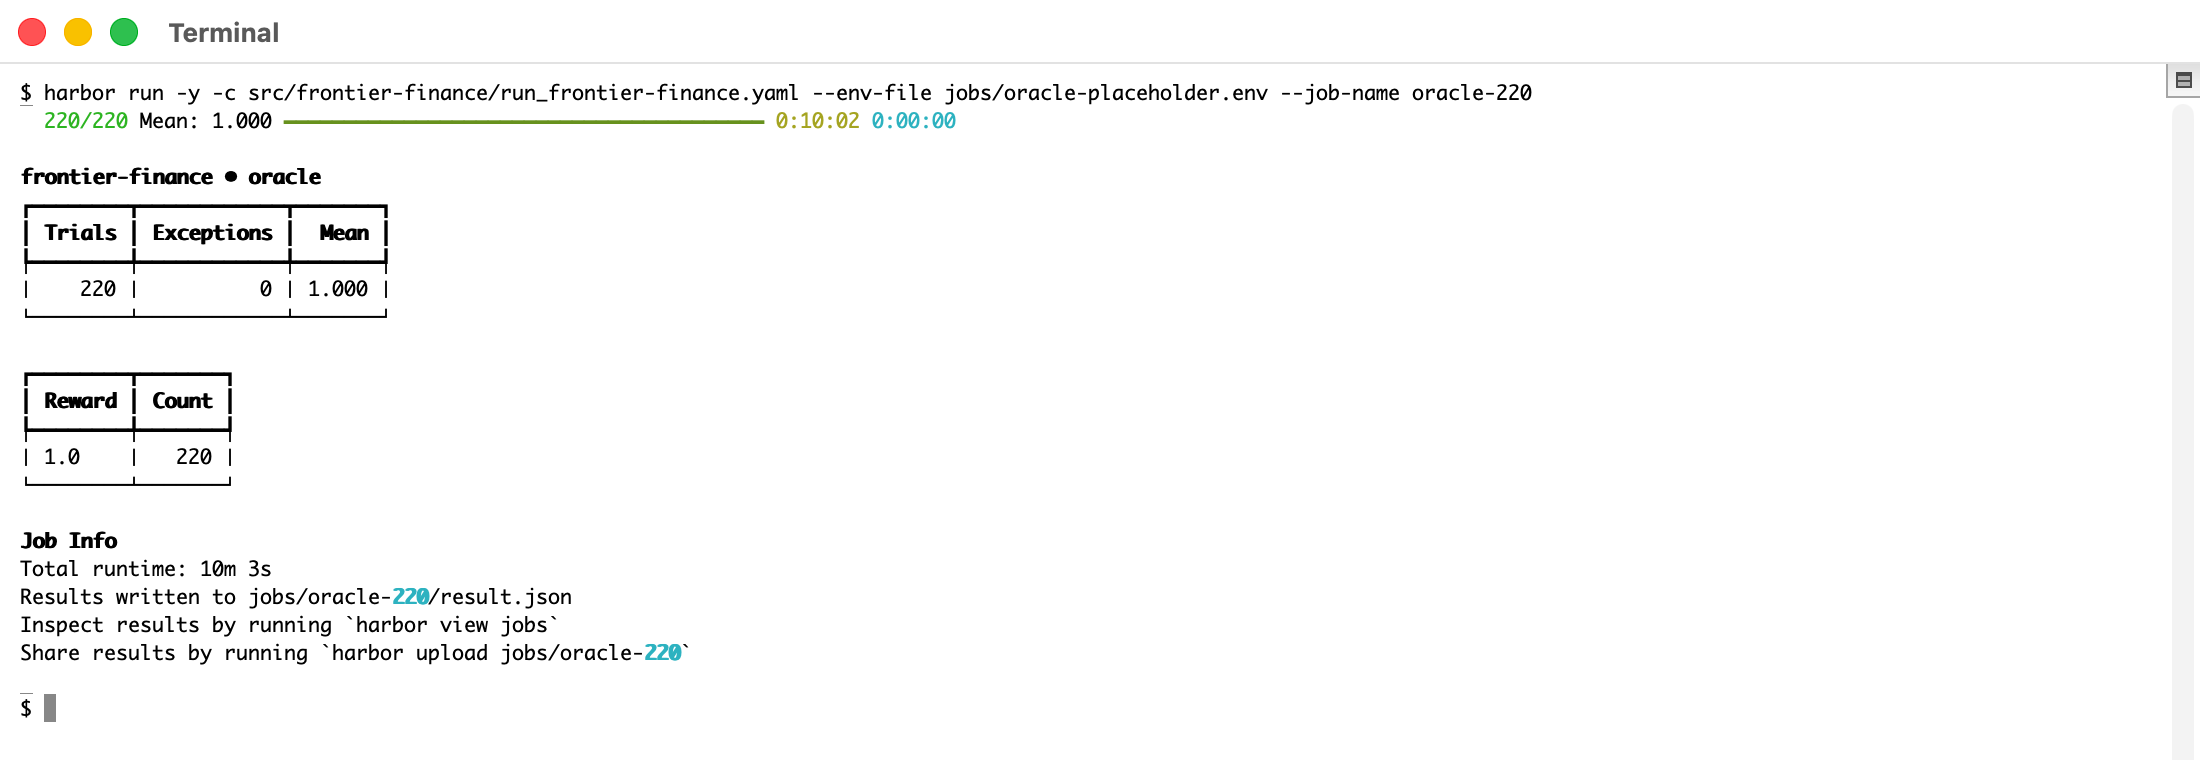 Terminal
$ harbor run -y -c src/frontier-finance/run_frontier-finance.yaml --env-file jobs/oracle-placeholder.env --job-name oracle-220
220/220 Mean: 1.000 0:10:02 0:00:00
frontier-finance • oracle
Trials Exceptions Mean
220 0 1.000
Reward Count
1.0 220
Job Info
Total runtime: 10m 3s
Results written to jobs/oracle-220/result.json
Inspect results by running `harbor view jobs`
Share results by running `harbor upload jobs/oracle-220`
$